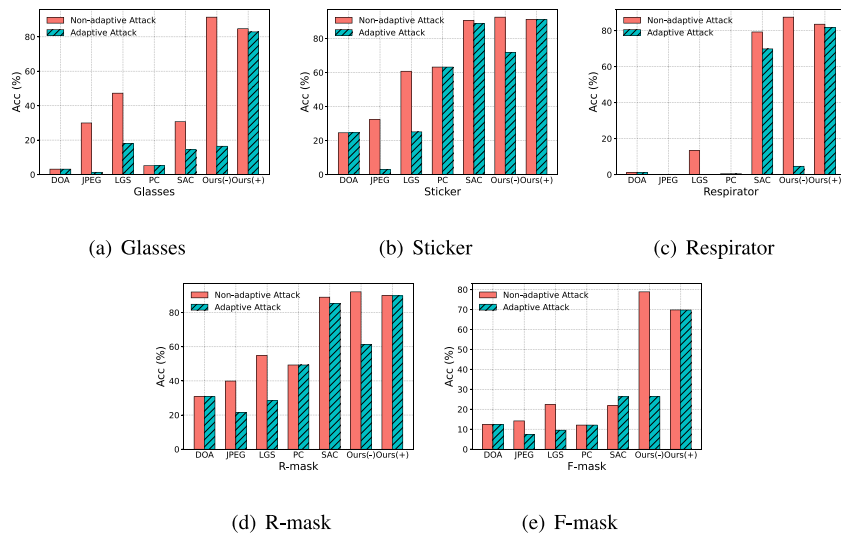 Non-adaptive Attack
Adaptive Attack
Acc (%)
80
60
40
20
0
DOA JPEG LGS PC SAC Ours(-) Ours(+)
Glasses
(a) Glasses
Non-adaptive Attack
Adaptive Attack
Acc (%)
80
60
40
20
0
DOA JPEG LGS PC SAC Ours(-) Ours(+)
Sticker
(b) Sticker
Non-adaptive Attack
Adaptive Attack
Acc (%)
80
60
40
20
0
DOA JPEG LGS PC SAC Ours(-) Ours(+)
Respirator
(c) Respirator
Non-adaptive Attack
Adaptive Attack
Acc (%)
80
60
40
20
0
DOA JPEG LGS PC SAC Ours(-) Ours(+)
R-mask
(d) R-mask
Non-adaptive Attack
Adaptive Attack
Acc (%)
80
70
60
50
40
30
20
10
0
DOA JPEG LGS PC SAC Ours(-) Ours(+)
F-mask
(e) F-mask